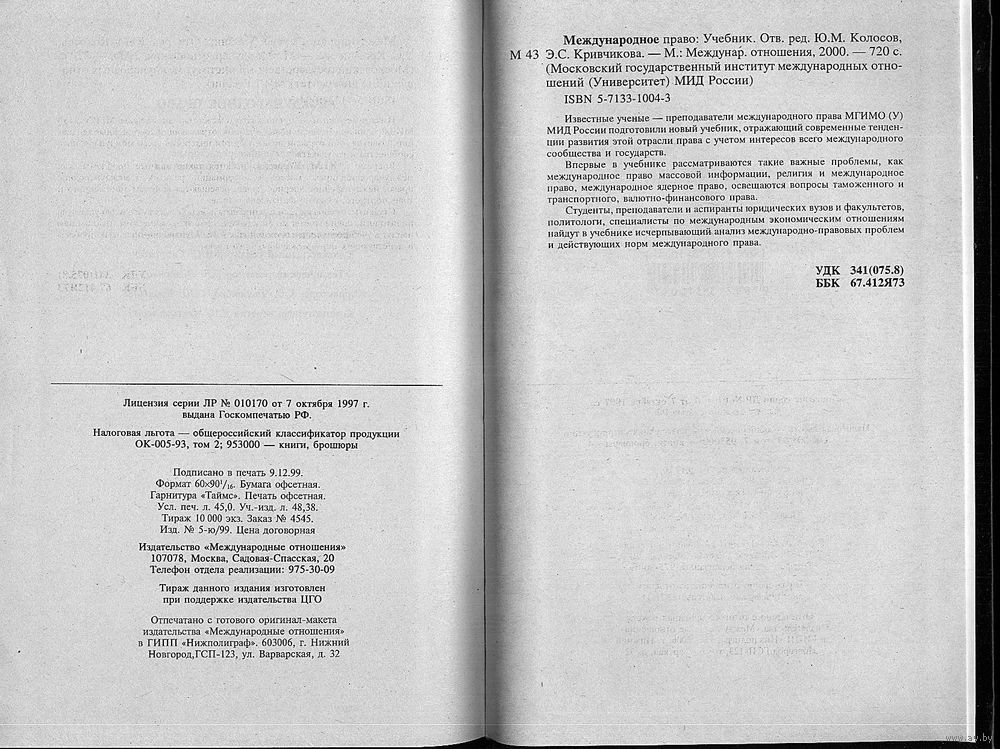 Лицензия серии ЛР № 010170 от 7 октября 1997 г.
выдана Госкомпечатью РФ.
Налоговая льгота — общероссийский классификатор продукции
ОК-005-93, том 2; 953000 — книги, брошюры
Подписано в печать 9.12.99.
Формат 60×90¹/₁₆. Бумага офсетная.
Гарнитура «Таймс». Печать офсетная.
Усл. печ. л. 45,0. Уч.-изд. л. 48,38.
Тираж 10 000 экз. Заказ № 4545.
Изд. № 5-ю/99. Цена договорная
Издательство «Международные отношения»
107078, Москва, Садовая-Спасская, 20
Телефон отдела реализации: 975-30-09
Тираж данного издания изготовлен
при поддержке издательства ЦГО
Отпечатано с готового оригинал-макета
издательства «Международные отношения»
в ГИПП «Нижполиграф». 603006, г. Нижний
Новгород,ГСП-123, ул. Варварская, д. 32
Международное право: Учебник. Отв. ред. Ю.М. Колосов,
М 43 Э.С. Кривчикова. — М.: Междунар. отношения, 2000. — 720 с.
(Московский государственный институт международных отно-
шений (Университет) МИД России)
ISBN 5-7133-1004-3
Известные ученые — преподаватели международного права МГИМО (У)
МИД России подготовили новый учебник, отражающий современные тенден-
ции развития этой отрасли права с учетом интересов всего международного
сообщества и государств.
Впервые в учебнике рассматриваются такие важные проблемы, как
международное право массовой информации, религия и международное
право, международное ядерное право, освещаются вопросы таможенного и
транспортного, валютно-финансового права.
Студенты, преподаватели и аспиранты юридических вузов и факультетов,
политологи, специалисты по международным экономическим отношениям
найдут в учебнике исчерпывающий анализ международно-правовых проблем
и действующих норм международного права.
УДК 341(075.8)
ББК 67.412Я73
www.ay.by